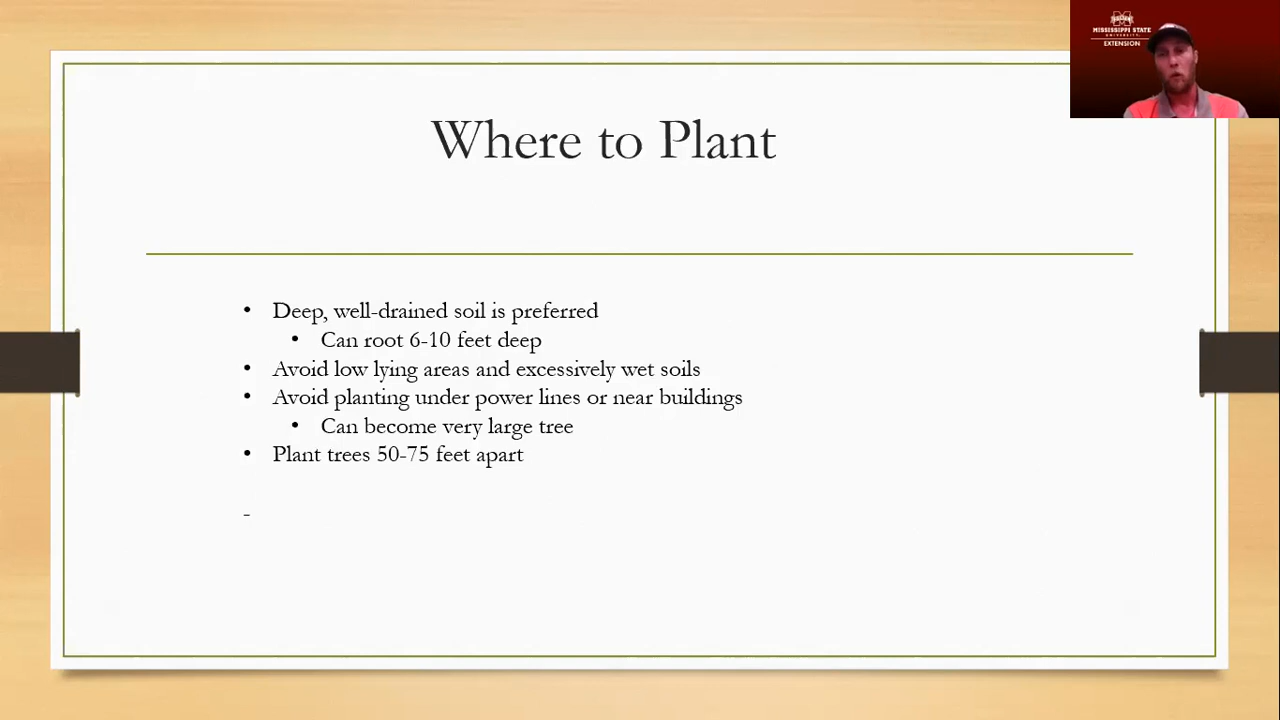 MISSISSIPPI STATE
UNIVERSITY
EXTENSION
Where to Plant
• Deep, well-drained soil is preferred
• Can root 6-10 feet deep
• Avoid low lying areas and excessively wet soils
• Avoid planting under power lines or near buildings
• Can become very large tree
• Plant trees 50-75 feet apart
-